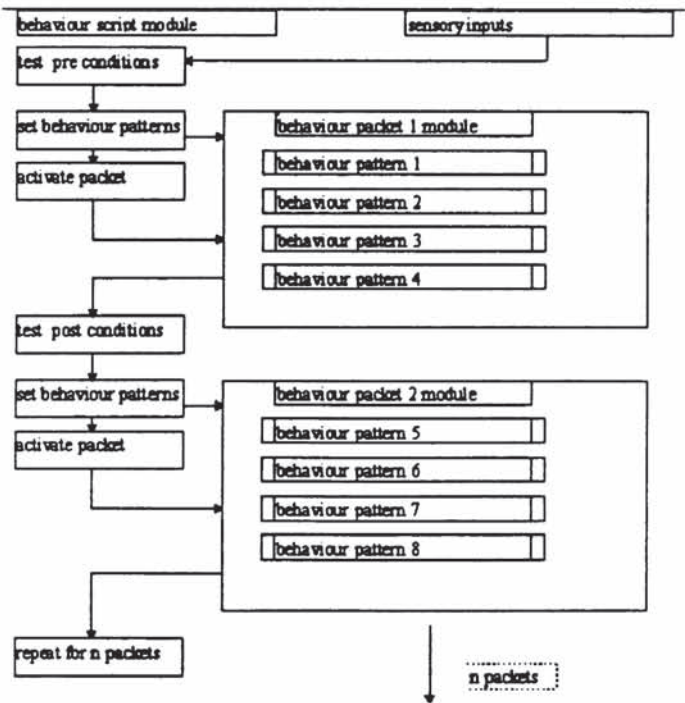 behaviour script module
sensory inputs
test pre conditions
set behaviour patterns
behaviour packet 1 module
behaviour pattern 1
activate packet
behaviour pattern 2
behaviour pattern 3
behaviour pattern 4
test post conditions
set behaviour patterns
behaviour packet 2 module
activate packet
behaviour pattern 5
behaviour pattern 6
behaviour pattern 7
behaviour pattern 8
repeat for n packets
n packets